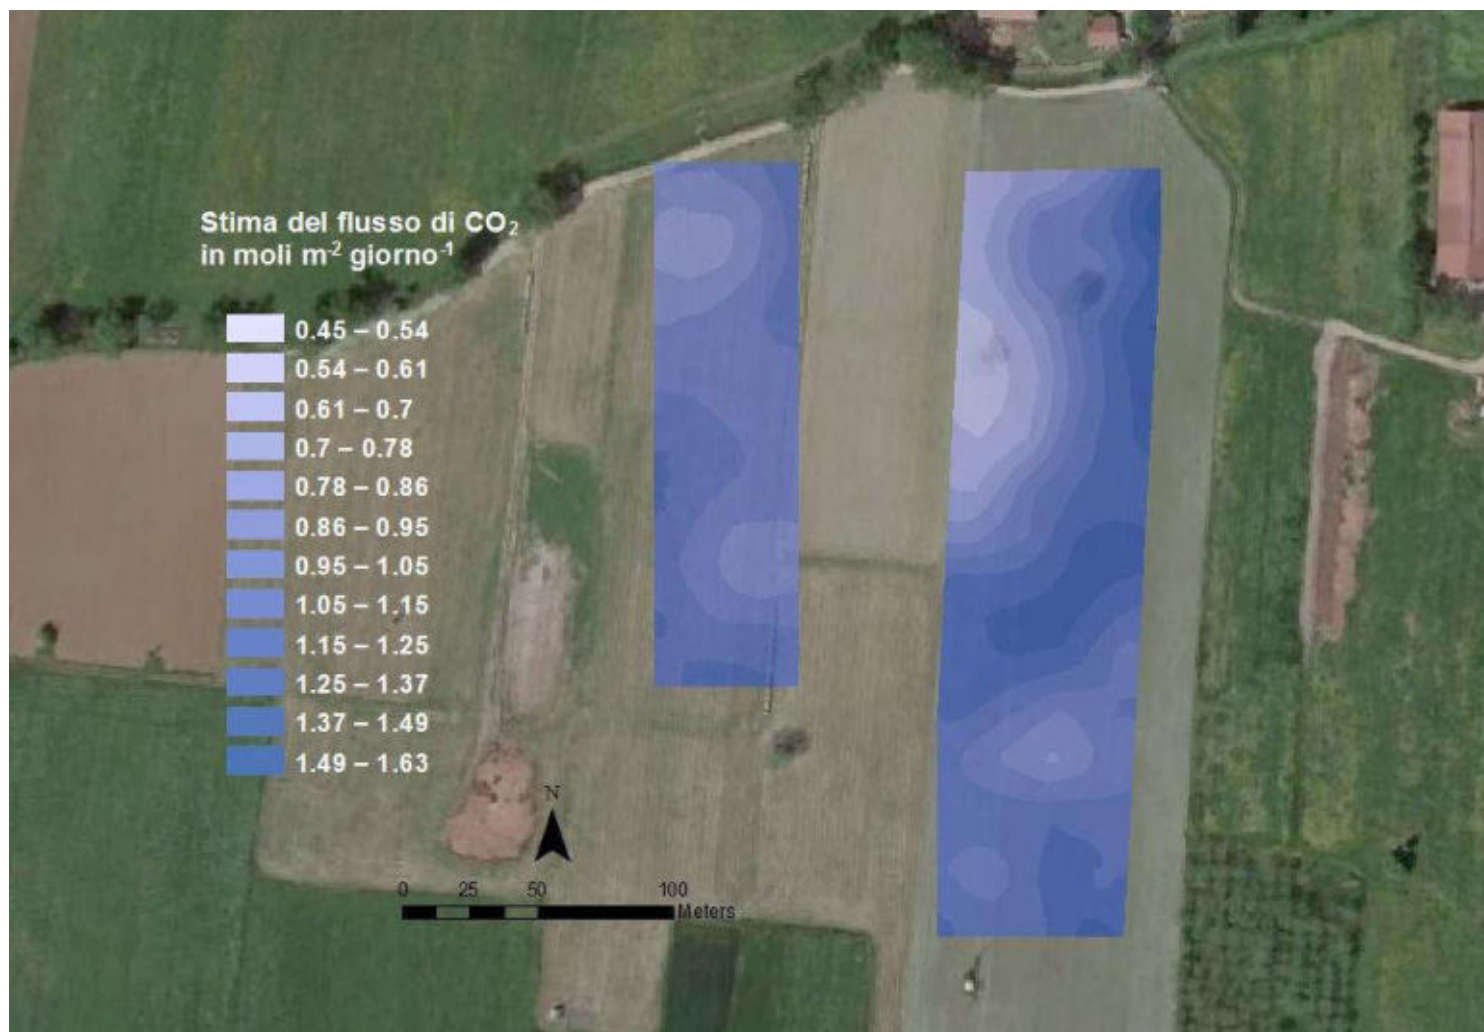 Stima del flusso di CO₂
in moli m⁻² giorno⁻¹
0.45 – 0.54
0.54 – 0.61
0.61 – 0.7
0.7 – 0.78
0.78 – 0.86
0.86 – 0.95
0.95 – 1.05
1.05 – 1.15
1.15 – 1.25
1.25 – 1.37
1.37 – 1.49
1.49 – 1.63
N
0 25 50 100
Meters